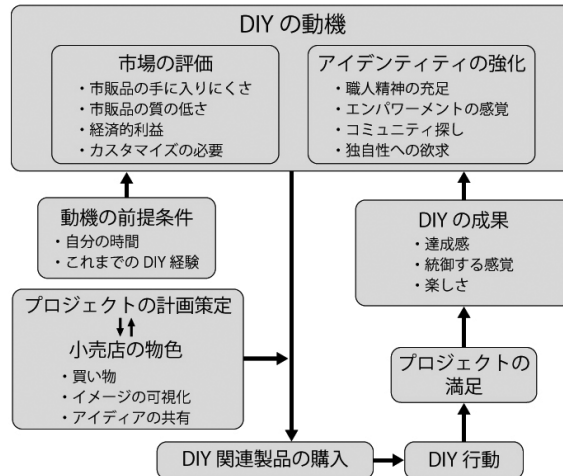 DIY の動機
市場の評価
・市販品の手に入りにくさ
・市販品の質の低さ
・経済的利益
・カスタマイズの必要
アイデンティティの強化
・職人精神の充足
・エンパワーメントの感覚
・コミュニティ探し
・独自性への欲求
動機の前提条件
・自分の時間
・これまでの DIY 経験
DIY の成果
・達成感
・統御する感覚
・楽しさ
プロジェクトの計画策定
小売店の物色
・買い物
・イメージの可視化
・アイディアの共有
プロジェクトの
満足
DIY 関連製品の購入
DIY 行動